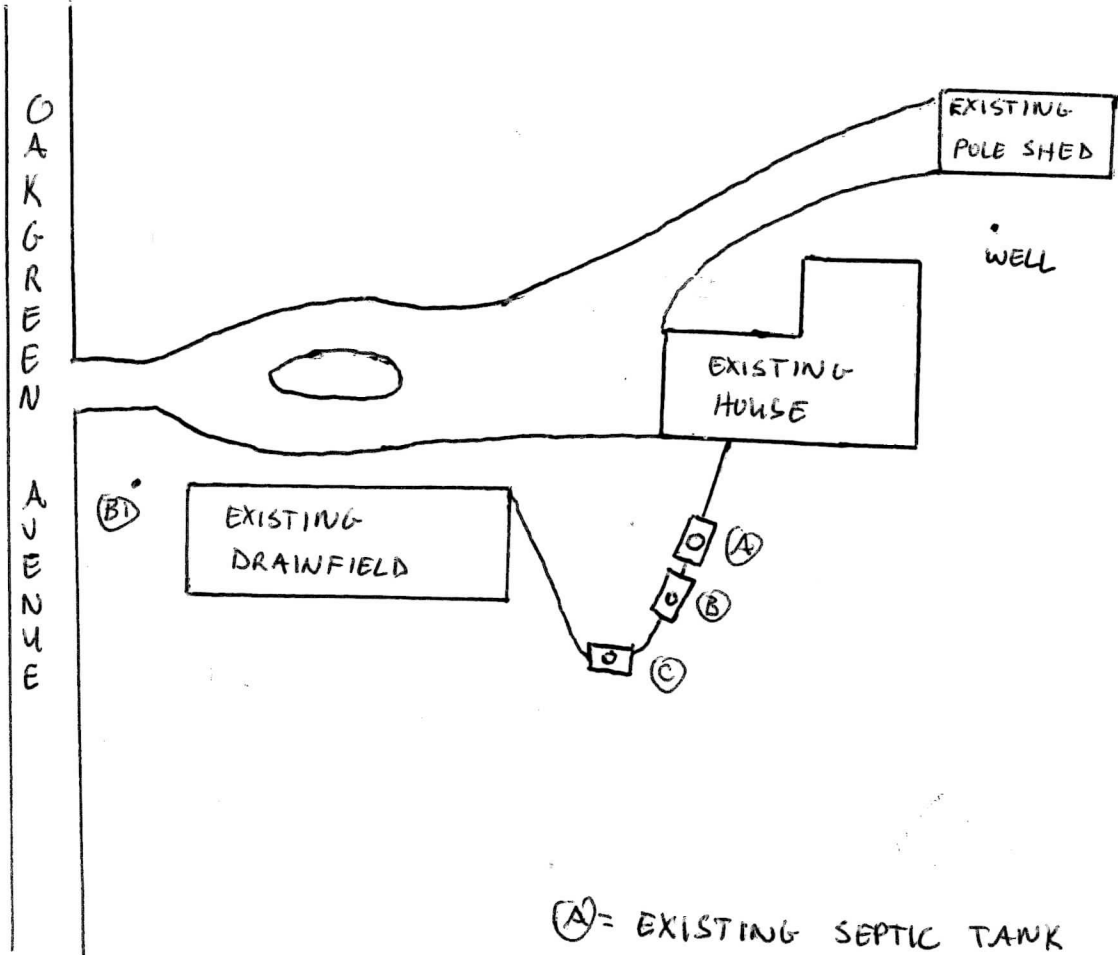 OAKGREEN AVENUE
EXISTING
POLE SHED
WELL
EXISTING
HOUSE
B1
EXISTING
DRAINFIELD
A
B
C
A = EXISTING SEPTIC TANK